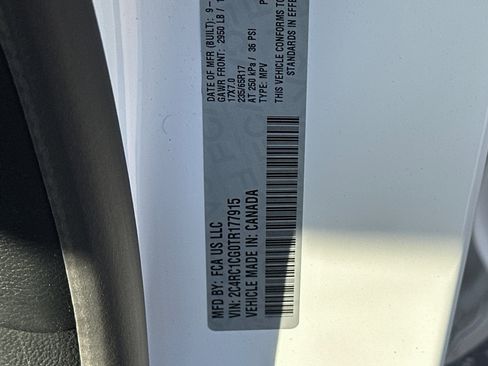 MFD BY: FCA US LLC
DATE OF MFR (BUILT): 9-
GAWR FRONT: 2950 LB /
17X7.0
235/65R17
AT 250 kPa / 36 PSI
VIN: 2C4RC1CG0TR177915
TYPE: MPV
VEHICLE MADE IN: CANADA
THIS VEHICLE CONFORMS TO
STANDARDS IN EFFE